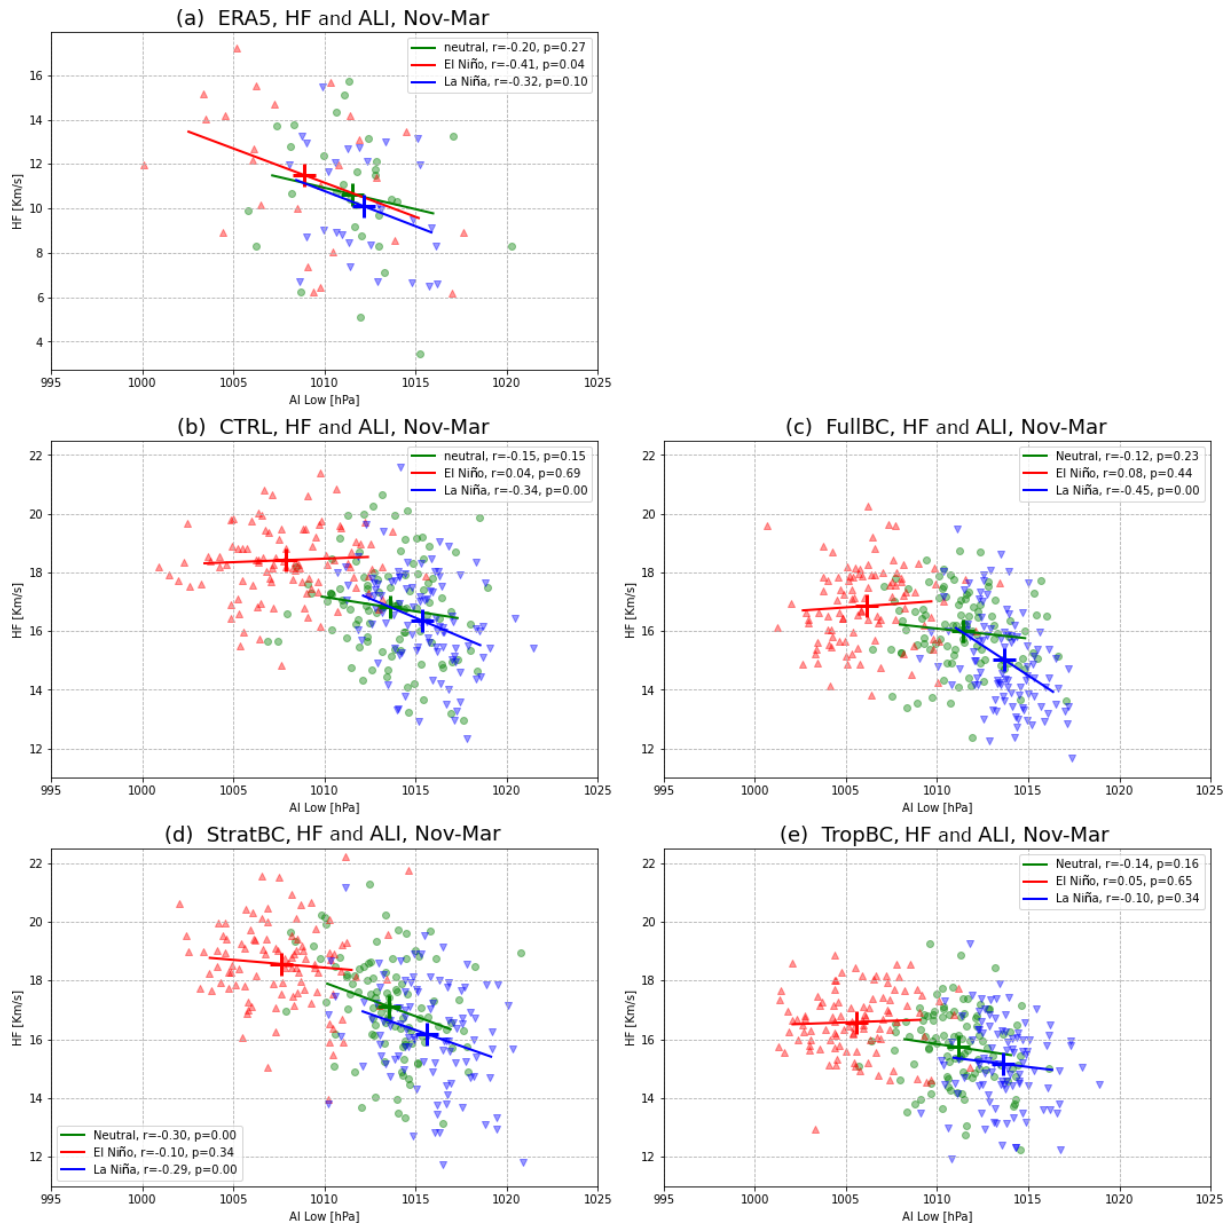 (a) ERA5, HF and ALI, Nov-Mar
neutral, r=-0.20, p=0.27
El Niño, r=-0.41, p=0.04
La Niña, r=-0.32, p=0.10
HF [Km/s]
16
14
12
10
8
6
4
995 1000 1005 1010 1015 1020 1025
Al Low [hPa]
(b) CTRL, HF and ALI, Nov-Mar
neutral, r=-0.15, p=0.15
El Niño, r=0.04, p=0.69
La Niña, r=-0.34, p=0.00
HF [Km/s]
22
20
18
16
14
12
995 1000 1005 1010 1015 1020 1025
Al Low [hPa]
(c) FullBC, HF and ALI, Nov-Mar
Neutral, r=-0.12, p=0.23
El Niño, r=0.08, p=0.44
La Niña, r=-0.45, p=0.00
HF [Km/s]
22
20
18
16
14
12
995 1000 1005 1010 1015 1020 1025
Al Low [hPa]
(d) StratBC, HF and ALI, Nov-Mar
HF [Km/s]
22
20
18
16
14
12
Neutral, r=-0.30, p=0.00
El Niño, r=-0.10, p=0.34
La Niña, r=-0.29, p=0.00
995 1000 1005 1010 1015 1020 1025
Al Low [hPa]
(e) TropBC, HF and ALI, Nov-Mar
Neutral, r=-0.14, p=0.16
El Niño, r=0.05, p=0.65
La Niña, r=-0.10, p=0.34
HF [Km/s]
22
20
18
16
14
12
995 1000 1005 1010 1015 1020 1025
Al Low [hPa]